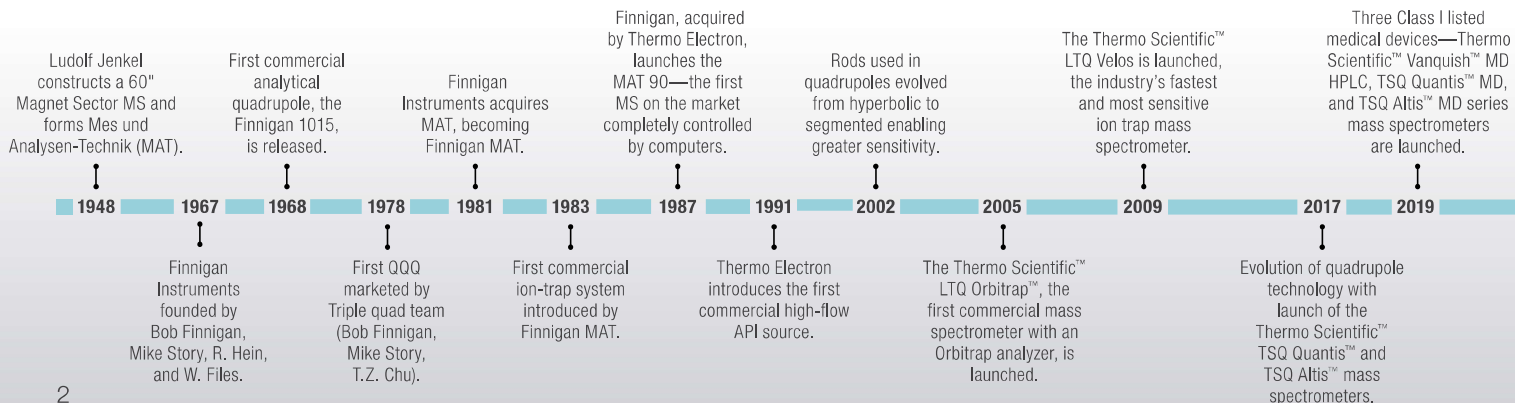 Ludolf Jenkel
constructs a 60"
Magnet Sector MS and
forms Mes und
Analysen-Technik (MAT).
1948
1967
Finnigan
Instruments
founded by
Bob Finnigan,
Mike Story, R. Hein,
and W. Files.
First commercial
analytical
quadrupole, the
Finnigan 1015,
is released.
1968
1978
First QQQ
marketed by
Triple quad team
(Bob Finnigan,
Mike Story,
T.Z. Chu).
Finnigan
Instruments acquires
MAT, becoming
Finnigan MAT.
1981
1983
First commercial
ion-trap system
introduced by
Finnigan MAT.
Finnigan, acquired
by Thermo Electron,
launches the
MAT 90—the first
MS on the market
completely controlled
by computers.
1987
1991
Thermo Electron
introduces the first
commercial high-flow
API source.
Rods used in
quadrupoles evolved
from hyperbolic to
segmented enabling
greater sensitivity.
2002
2005
The Thermo Scientific™
LTQ Orbitrap™, the
first commercial mass
spectrometer with an
Orbitrap analyzer, is
launched.
The Thermo Scientific™
LTQ Velos is launched,
the industry's fastest
and most sensitive
ion trap mass
spectrometer.
2009
2017
Evolution of quadrupole
technology with
launch of the
Thermo Scientific™
TSQ Quantis™ and
TSQ Altis™ mass
spectrometers.
Three Class I listed
medical devices—Thermo
Scientific™ Vanquish™ MD
HPLC, TSQ Quantis™ MD,
and TSQ Altis™ MD series
mass spectrometers
are launched.
2019
2